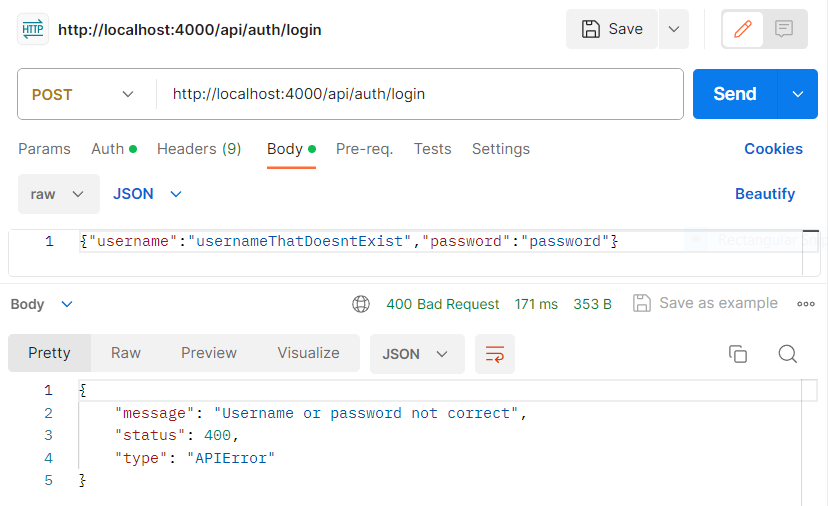 HTTP http://localhost:4000/api/auth/login Save
POST http://localhost:4000/api/auth/login Send
Params Auth Headers (9) Body Pre-req. Tests Settings Cookies
raw JSON Beautify
1 {"username":"usernameThatDoesntExist","password":"password"}
Body 400 Bad Request 171 ms 353 B Save as example
Pretty Raw Preview Visualize JSON
1 {
2 "message": "Username or password not correct",
3 "status": 400,
4 "type": "APIError"
5 }